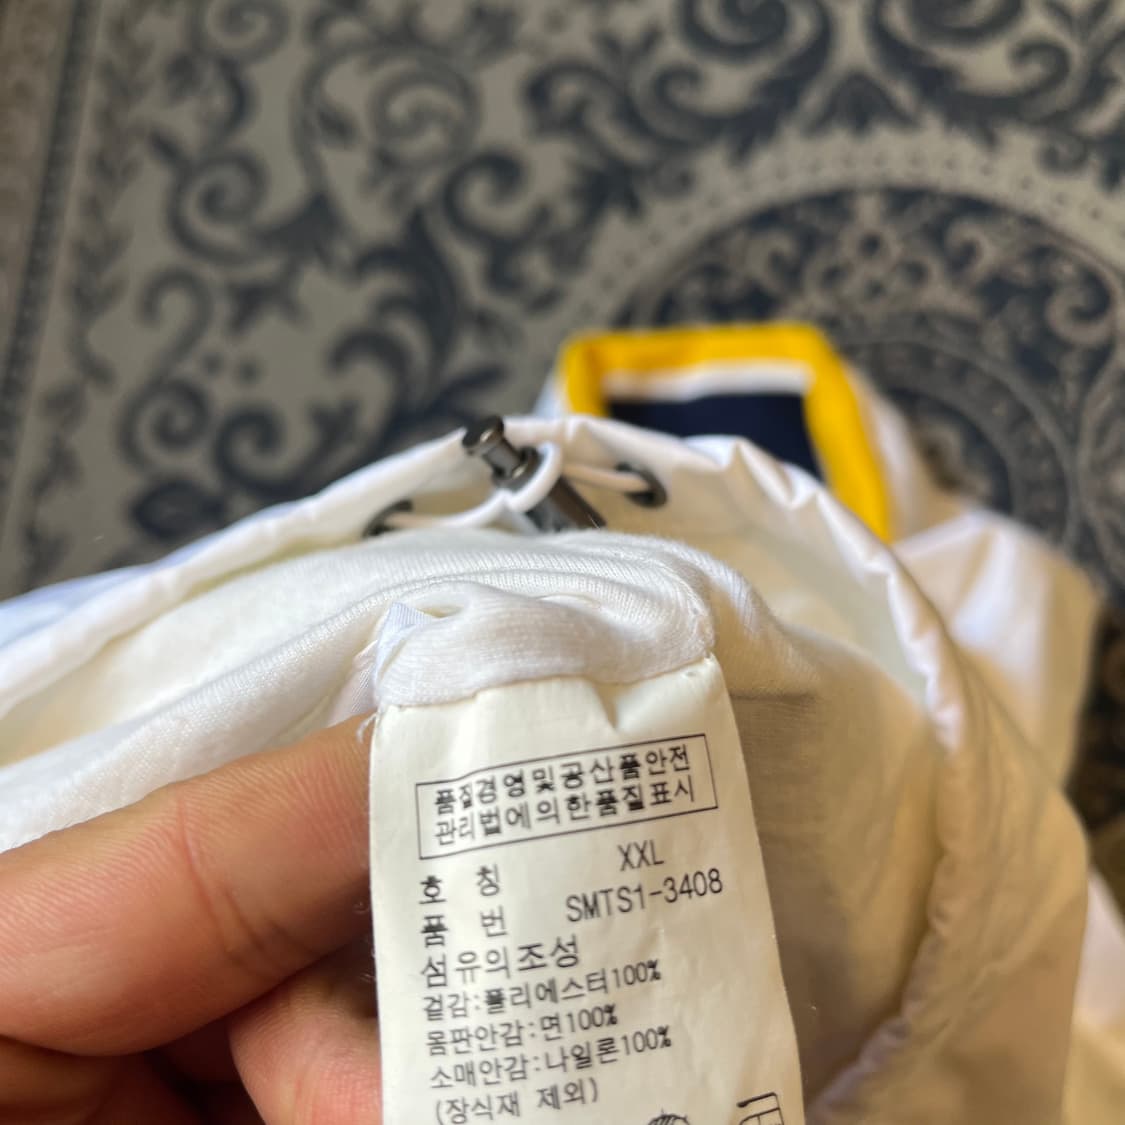 품질경영및공산품안전
관리법에의한품질표시
호 칭 XXL
품 번 SMTS1-3408
섬유의조성
겉감:폴리에스터100%
몸판안감:면100%
소매안감:나일론100%
(장식재 제외)